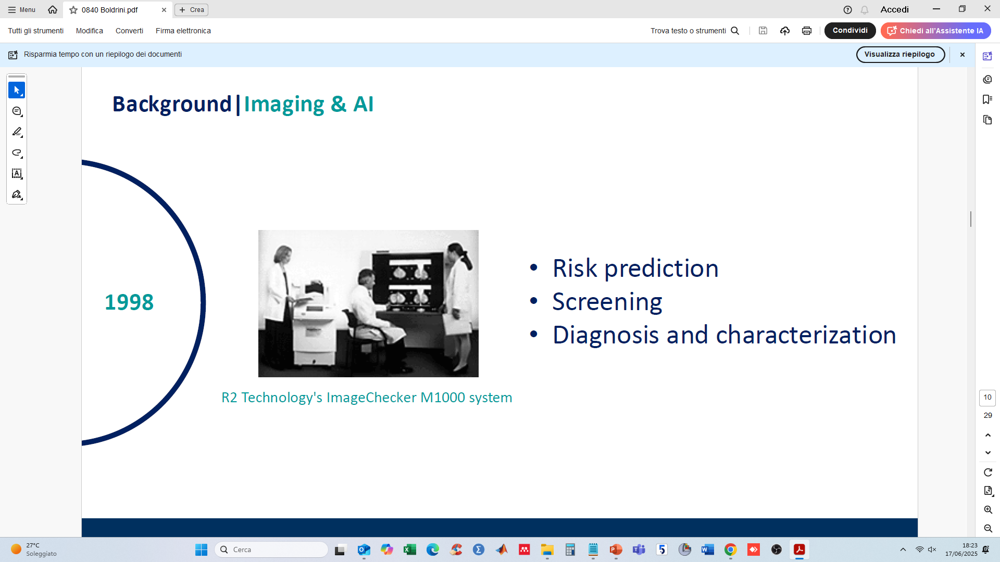 Menu
0840 Boldrini.pdf
Crea
Accedi
Tutti gli strumenti
Modifica
Converti
Firma elettronica
Trova testo o strumenti
Condividi
Chiedi all'Assistente IA
Risparmia tempo con un riepilogo dei documenti
Visualizza riepilogo
Background|Imaging & AI
1998
• Risk prediction
• Screening
• Diagnosis and characterization
R2 Technology's ImageChecker M1000 system
10
29
27°C
Soleggiato
Cerca
18:23
17/06/2025